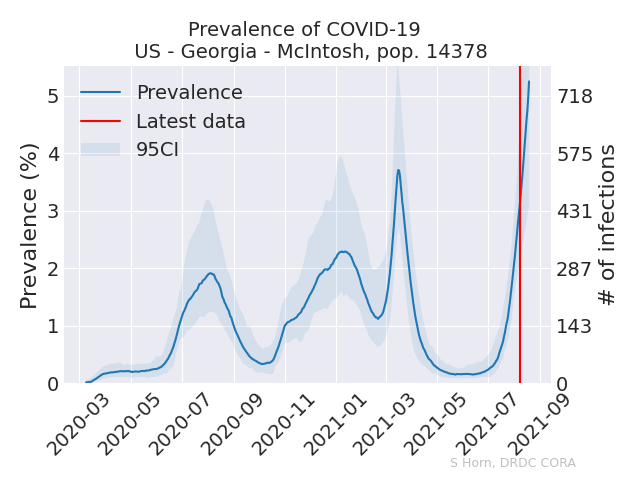 Prevalence of COVID-19
US - Georgia - McIntosh, pop. 14378
Prevalence
Latest data
95CI
Prevalence (%)
5
4
3
2
1
0
718
575
431
287
143
0
# of infections
2020-03
2020-05
2020-07
2020-09
2020-11
2021-01
2021-03
2021-05
2021-07
2021-09
S Horn, DRDC CORA